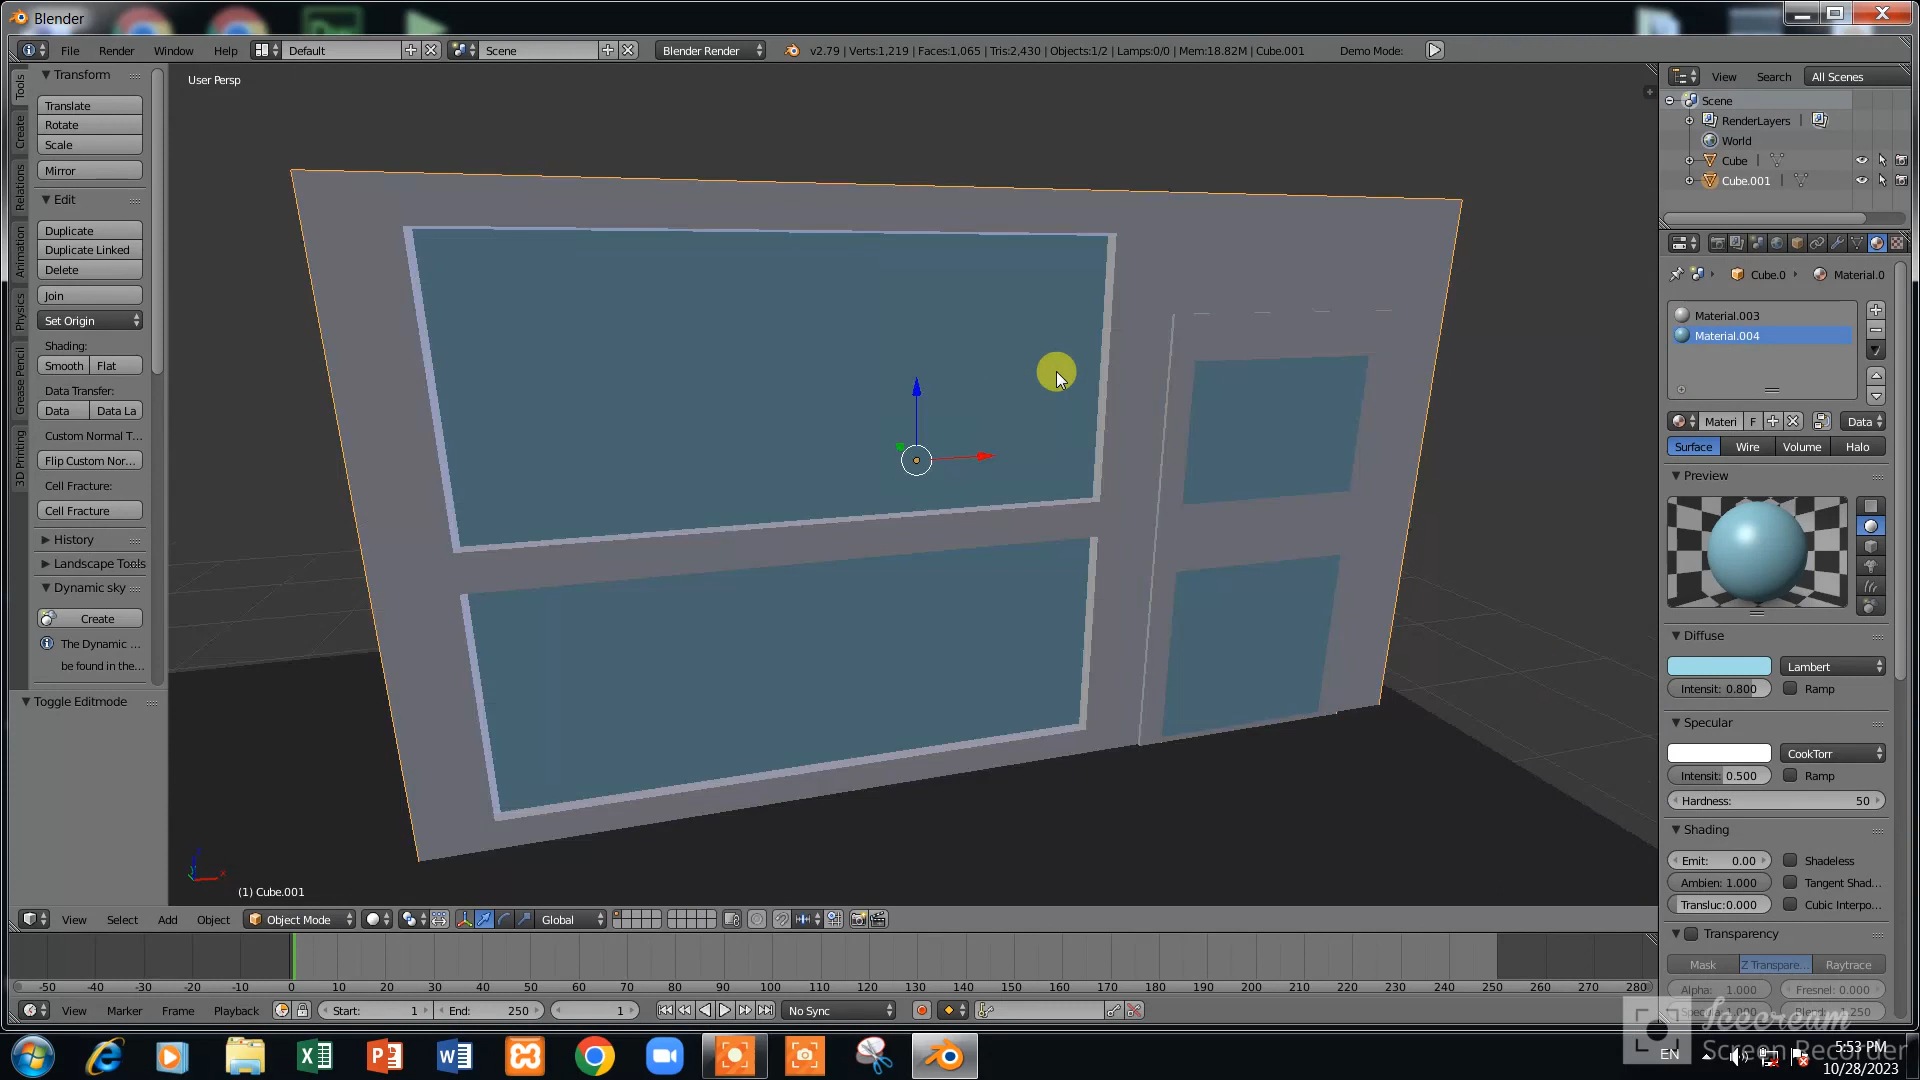 Blender
File Render Window Help Default Scene Blender Render v2.79 | Verts:1,219 | Faces:1,065 | Tris:2,430 | Objects:1/2 | Lamps:0/0 | Mem:18.82M | Cube.001 Demo Mode:
Transform
Translate
Rotate
Scale
Mirror
Edit
Duplicate
Duplicate Linked
Delete
Join
Set Origin
Shading:
Smooth Flat
Data Transfer:
Data Data La
Custom Normal T...
Flip Custom Nor...
Cell Fracture:
Cell Fracture
History
Landscape Tools
Dynamic sky
Create
The Dynamic ...
be found in the...
Toggle Editmode
Tools
Create
Relations
Animation
Physics
Grease Pencil
3D Printing
User Persp
(1) Cube.001
View Search All Scenes
Scene
RenderLayers
World
Cube
Cube.001
Cube.0 Material.0
Material.003
Material.004
Materi F Data
Surface Wire Volume Halo
Preview
Diffuse
Lambert
Intensit: 0.800 Ramp
Specular
CookTorr
Intensit: 0.500 Ramp
Hardness: 50
Shading
Emit: 0.00 Shadeless
Ambien: 1.000 Tangent Shad...
Transluc:0.000 Cubic Interpo...
Transparency
Mask Z Transpare... Raytrace
Alpha: 1.000 Fresnel: 0.000
View Select Add Object Object Mode Global
-50 -40 -30 -20 -10 0 10 20 30 40 50 60 70 80 90 100 110 120 130 140 150 160 170 180 190 200 210 220 230 240 250 260 270 280
View Marker Frame Playback Start: 1 End: 250 1 No Sync
Icecream
Screen Recorder
EN 5:53 PM
10/28/2023